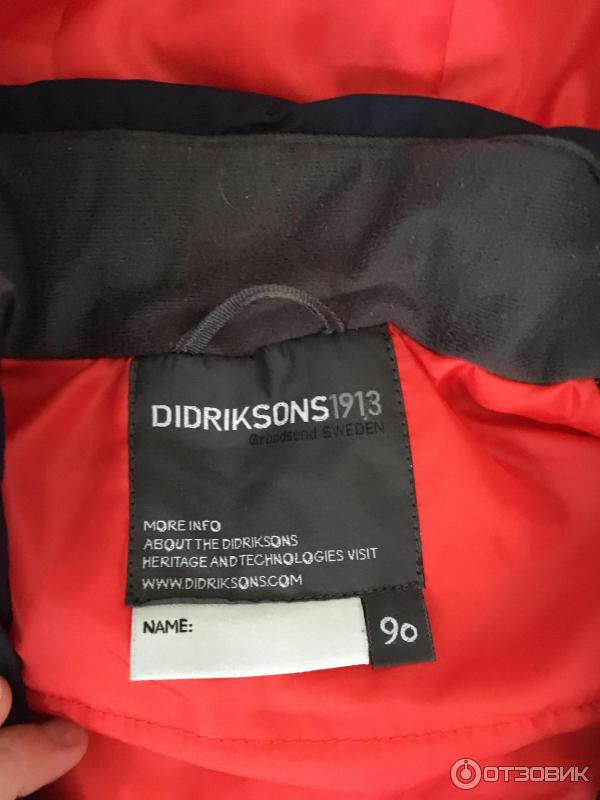 DIDRIKSONS1913
Grundsund SWEDEN
MORE INFO
ABOUT THE DIDRIKSONS
HERITAGE AND TECHNOLOGIES VISIT
WWW.DIDRIKSONS.COM
NAME:
90
ОТЗОВИК